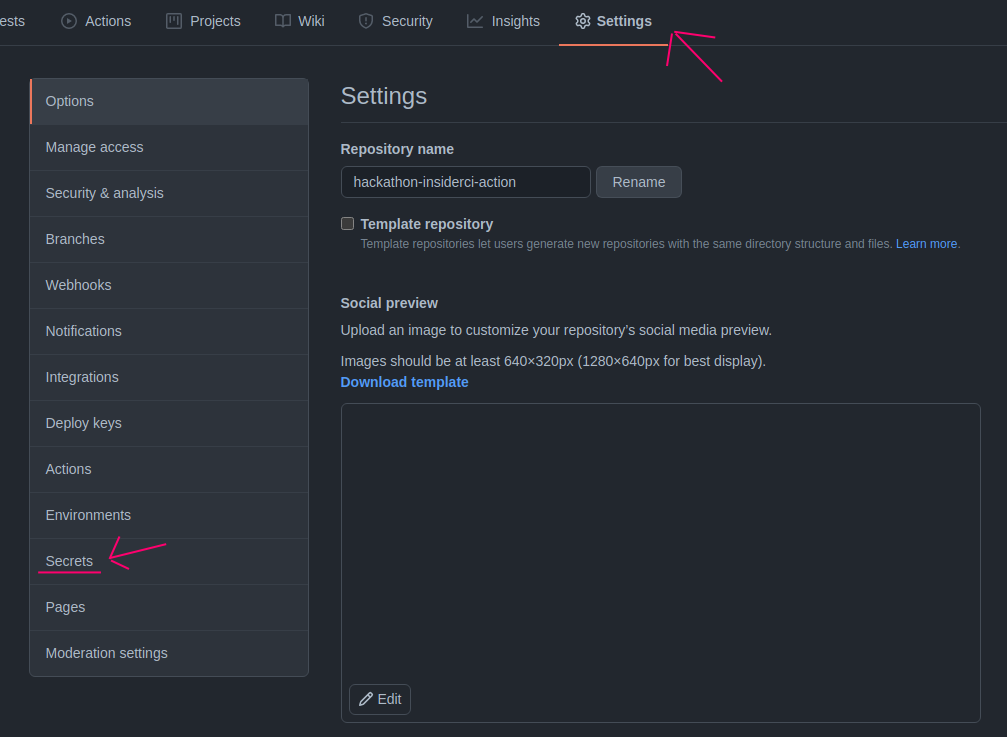 ests Actions Projects Wiki Security Insights Settings
Options
Manage access
Security & analysis
Branches
Webhooks
Notifications
Integrations
Deploy keys
Actions
Environments
Secrets
Pages
Moderation settings
Settings
Repository name
hackathon-insiderci-action Rename
Template repository
Template repositories let users generate new repositories with the same directory structure and files. Learn more.
Social preview
Upload an image to customize your repository's social media preview.
Images should be at least 640×320px (1280×640px for best display).
Download template
Edit